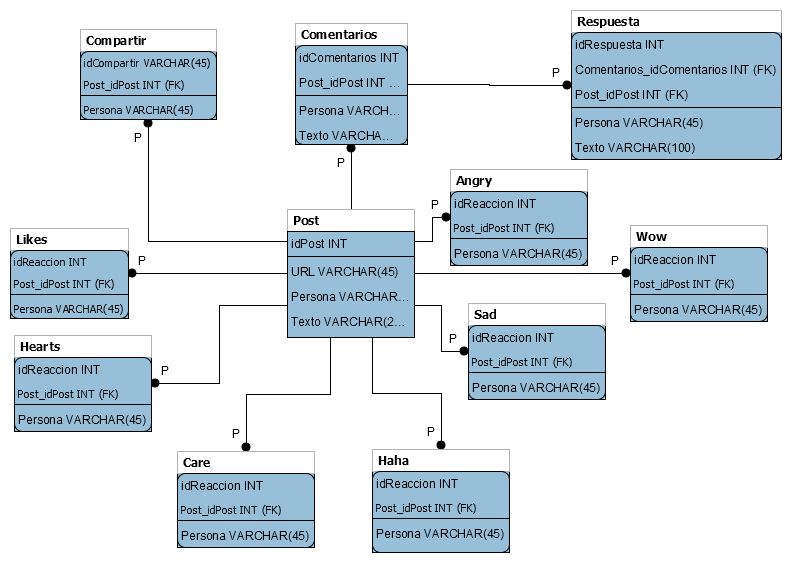 Compartir
idCompartir VARCHAR(45)
Post_idPost INT (FK)
Persona VARCHAR(45)
P
Comentarios
idComentarios INT
Post_idPost INT ...
Persona VARCH...
Texto VARCHA...
P
P
Respuesta
idRespuesta INT
Comentarios_idComentarios INT (FK)
Post_idPost INT (FK)
Persona VARCHAR(45)
Texto VARCHAR(100)
Post
idPost INT
URL VARCHAR(45)
Persona VARCHAR...
Texto VARCHAR(2...
P
Angry
idReaccion INT
Post_idPost INT (FK)
Persona VARCHAR(45)
Likes
idReaccion INT
Post_idPost INT (FK)
Persona VARCHAR(45)
P
P
Wow
idReaccion INT
Post_idPost INT (FK)
Persona VARCHAR(45)
P
Sad
idReaccion INT
Post_idPost INT (FK)
Persona VARCHAR(45)
Hearts
idReaccion INT
Post_idPost INT (FK)
Persona VARCHAR(45)
P
P
Care
idReaccion INT
Post_idPost INT (FK)
Persona VARCHAR(45)
P
Haha
idReaccion INT
Post_idPost INT (FK)
Persona VARCHAR(45)